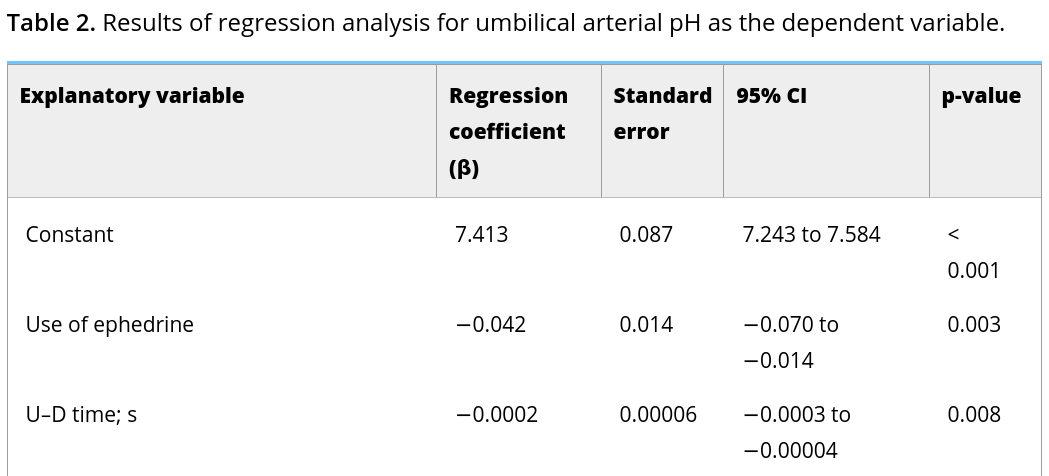 Table 2. Results of regression analysis for umbilical arterial pH as the dependent variable.
Explanatory variable Regression coefficient (β) Standard error 95% CI p-value
Constant 7.413 0.087 7.243 to 7.584 < 0.001
Use of ephedrine −0.042 0.014 −0.070 to −0.014 0.003
U–D time; s −0.0002 0.00006 −0.0003 to −0.00004 0.008